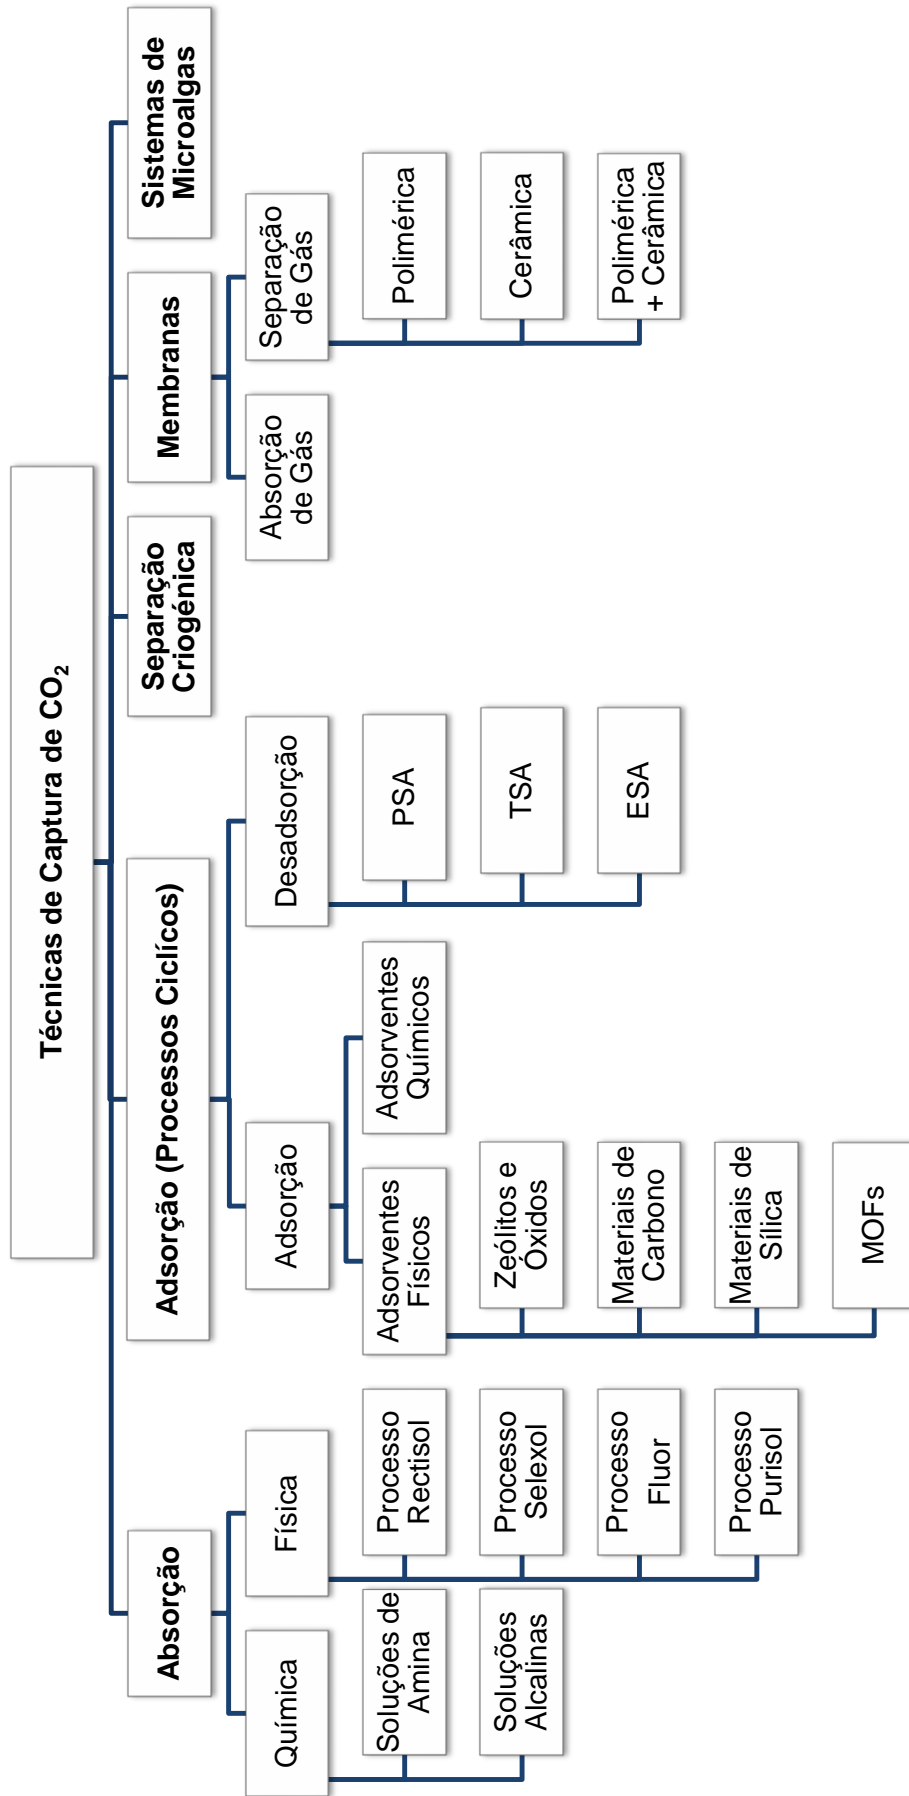 Técnicas de Captura de CO₂
Absorção
Química
Soluções de
Amina
Soluções
Alcalinas
Física
Processo
Rectisol
Processo
Selexol
Processo
Fluor
Processo
Purisol
Adsorção (Processos Ciclícos)
Adsorção
Adsorventes
Físicos
Zeólitos e
Óxidos
Materiais de
Carbono
Materiais de
Sílica
MOFs
Adsorventes
Químicos
Desadsorção
PSA
TSA
ESA
Separação
Criogénica
Membranas
Absorção
de Gás
Separação
de Gás
Polimérica
Cerâmica
Polimérica
+ Cerâmica
Sistemas de
Microalgas